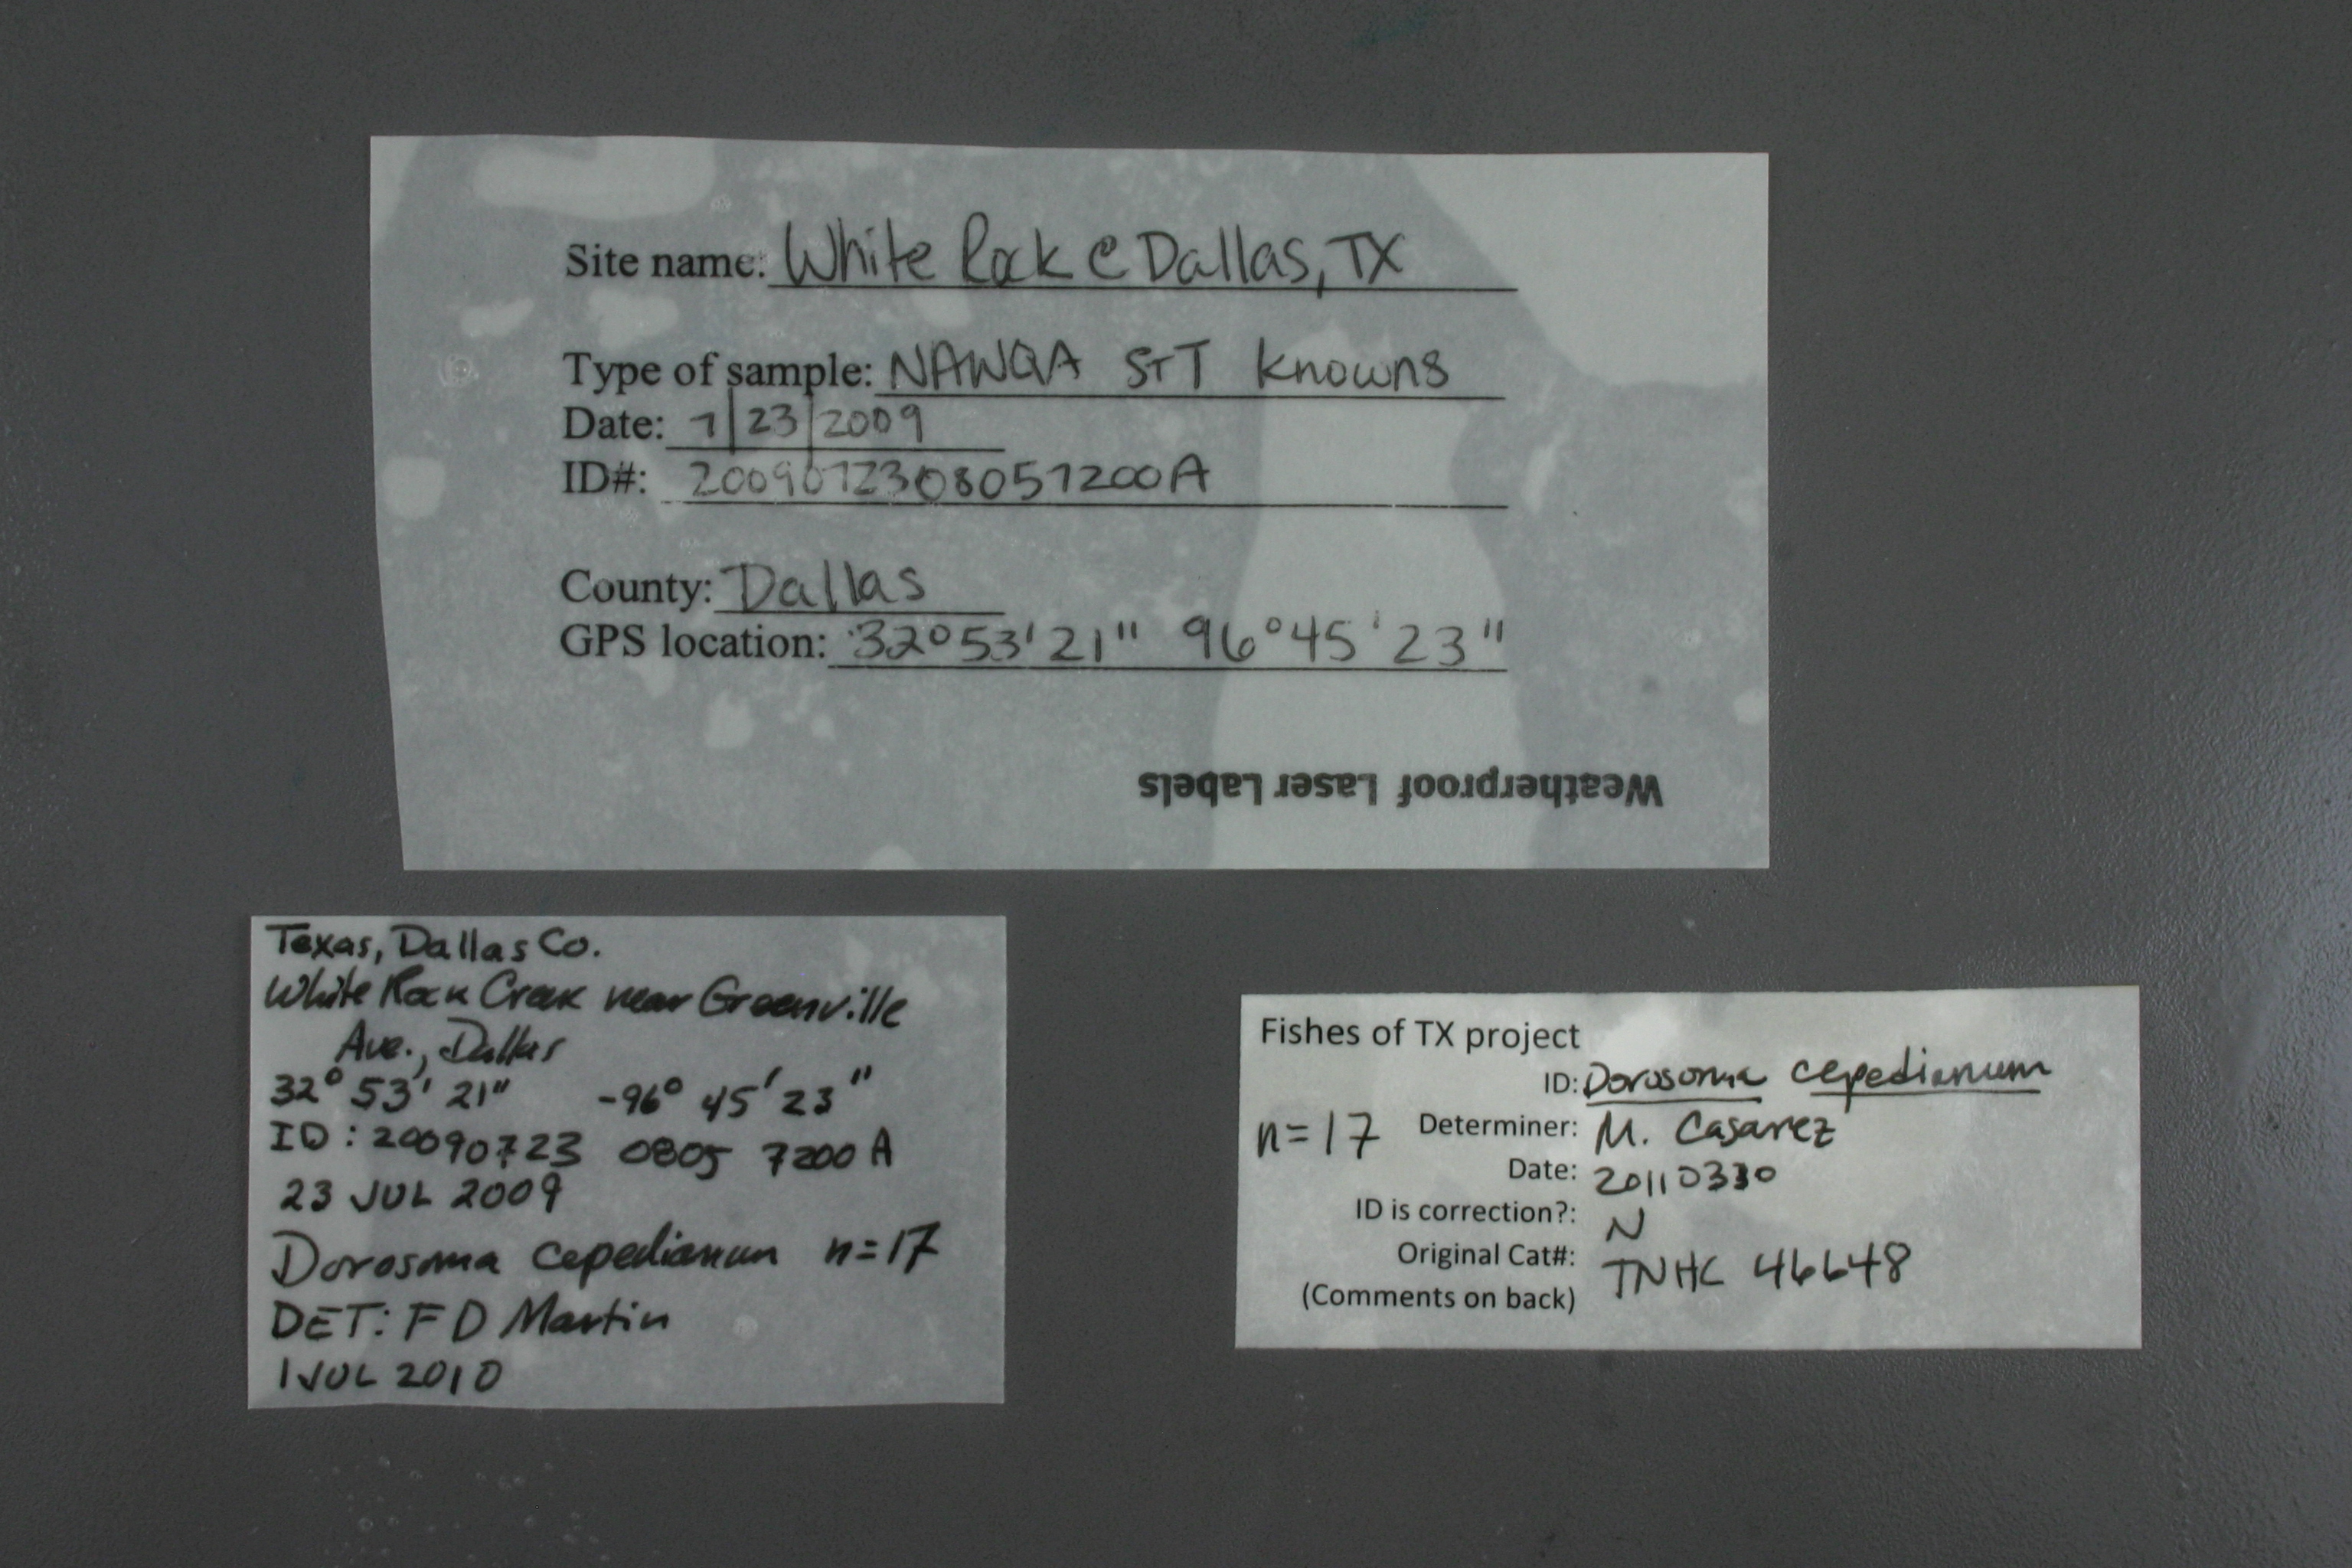 Site name: White Rock @ Dallas, TX
Type of sample: NAWQA STT Knowns
Date: 7/23/2009
ID#: 2009072308057200A
County: Dallas
GPS location: 32°53'21" 96°45'23"
Weatherproof Laser Labels
Texas, Dallas Co.
White Rock Creek near Greenville
Ave., Dallas
32° 53' 21" -96° 45' 23"
ID: 20090723 0805 7200 A
23 JUL 2009
Dorosoma cepedianum n=17
DET: F D Martin
1 JUL 2010
Fishes of TX project
ID: Dorosoma cepedianum
n=17 Determiner: M. Casarez
Date: 20110330
ID is correction?: N
Original Cat#: TNHC 46648
(Comments on back)